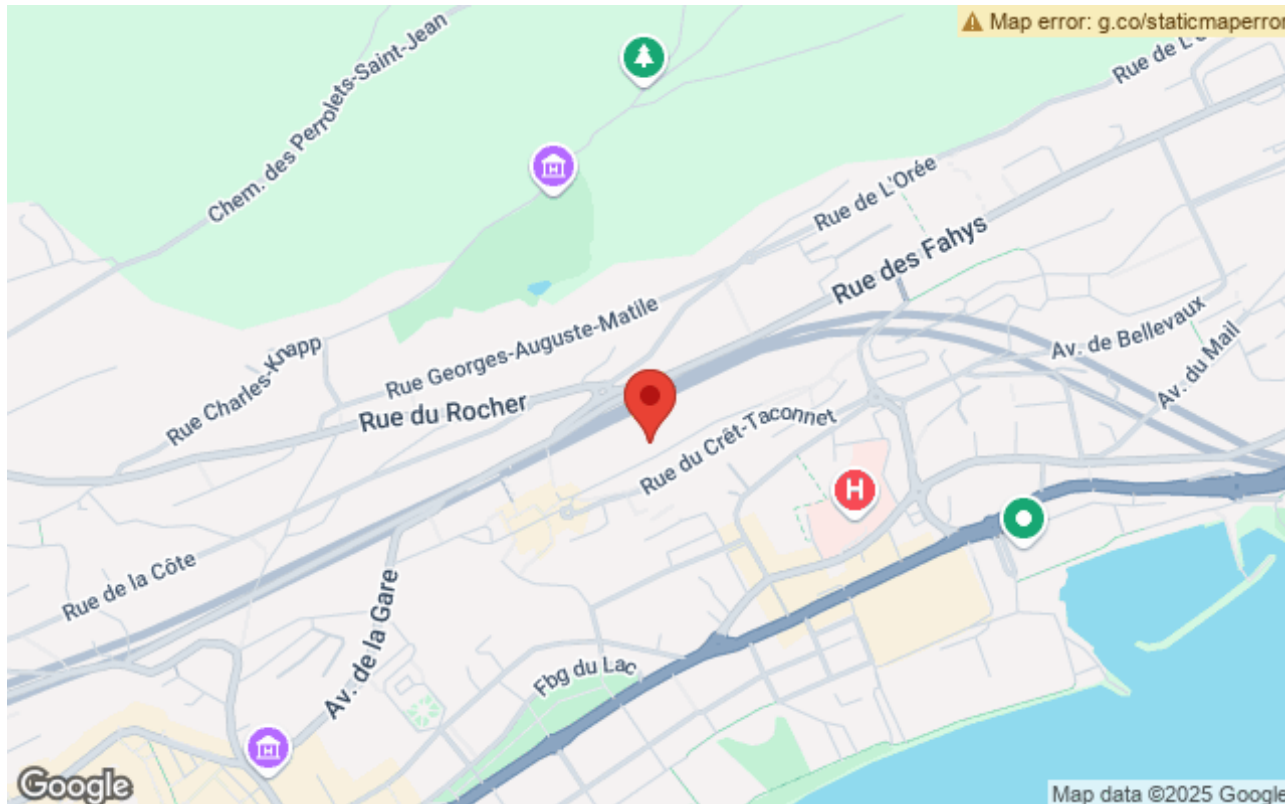 Map error: g.co/staticmaperror
Chem. des Perrolets-Saint-Jean
Rue de L'O
Rue de L'Orée
Rue des Fahys
Rue Georges-Auguste-Matile
Rue Charles-Knapp
Rue du Rocher
Av. de Bellevaux
Av. du Mail
Rue du Crêt-Taconnet
H
Rue de la Côte
Av. de la Gare
Fbg du Lac
Google
Map data ©2025 Google